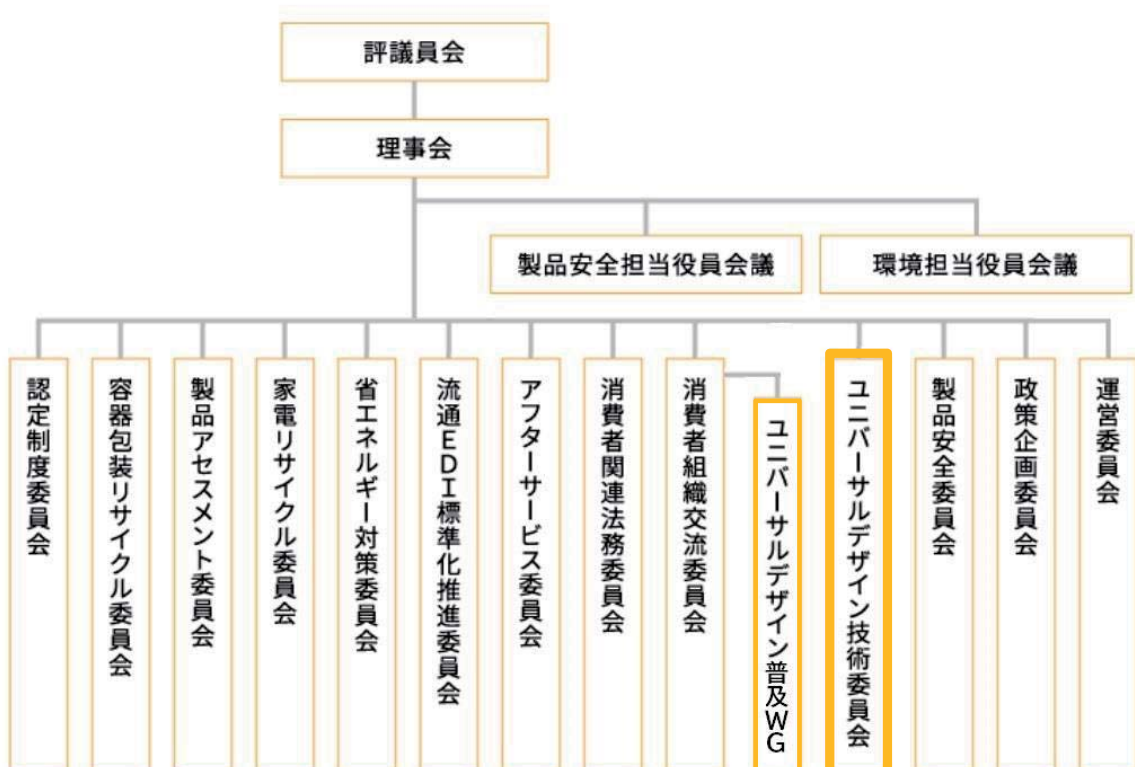 評議員会
理事会
製品安全担当役員会議
環境担当役員会議
認定制度委員会
容器包装リサイクル委員会
製品アセスメント委員会
家電リサイクル委員会
省エネルギー対策委員会
流通EDI標準化推進委員会
アフターサービス委員会
消費者関連法務委員会
消費者組織交流委員会
ユニバーサルデザイン普及WG
ユニバーサルデザイン技術委員会
製品安全委員会
政策企画委員会
運営委員会